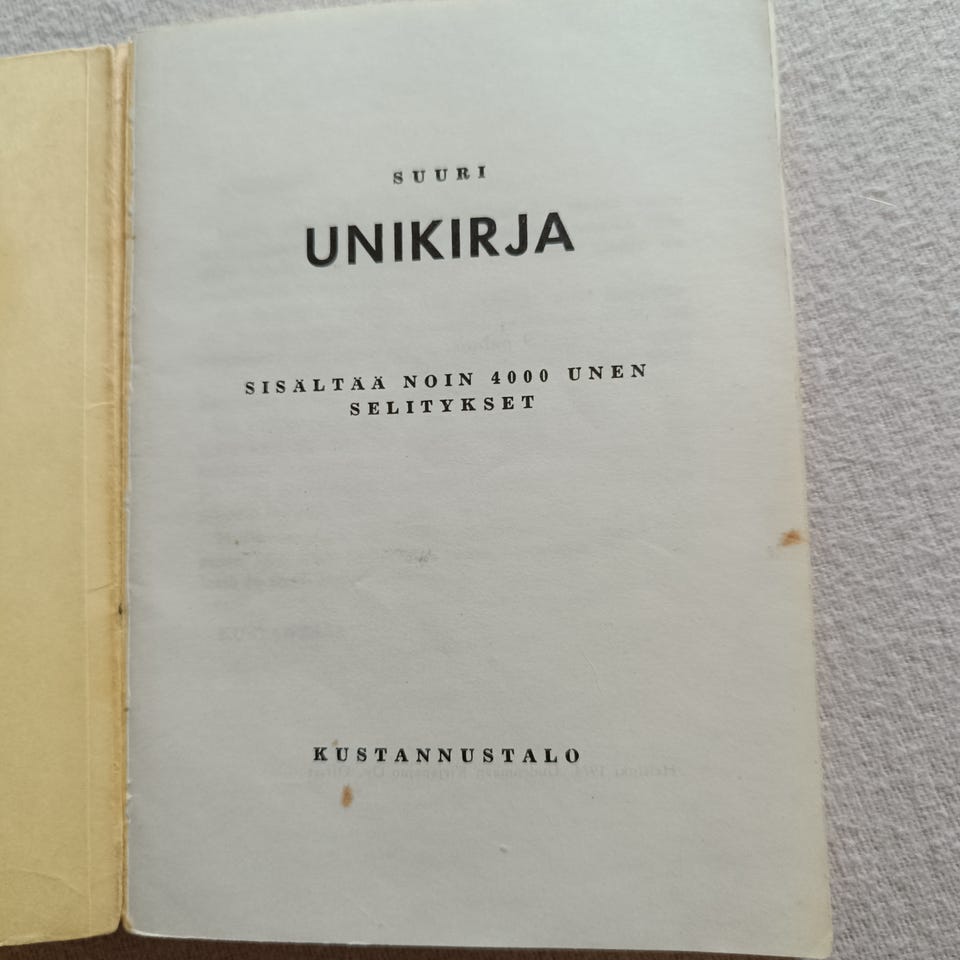 SUURI
UNIKIRJA
SISÄLTÄÄ NOIN 4000 UNEN
SELITYKSET
KUSTANNUSTALO